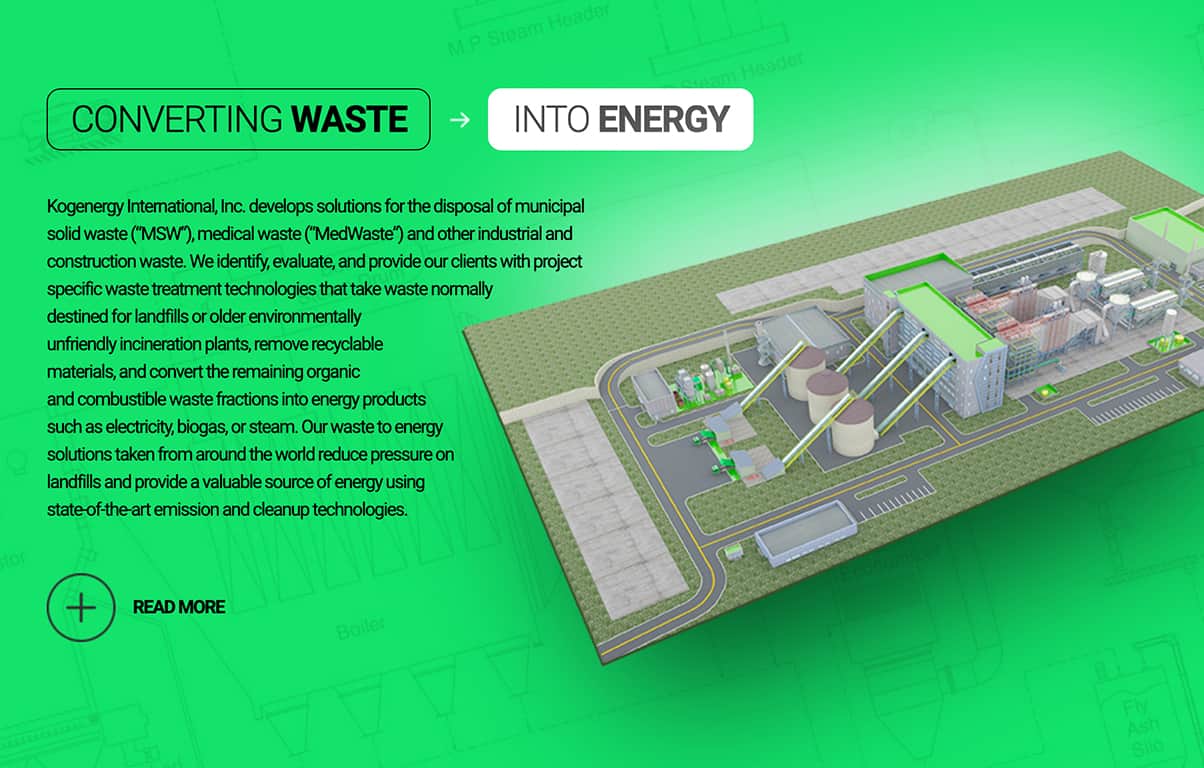 M.P Steam Header
Steam Header
CONVERTING WASTE → INTO ENERGY
Kogenergy International, Inc. develops solutions for the disposal of municipal
solid waste (“MSW”), medical waste (“MedWaste”) and other industrial and
construction waste. We identify, evaluate, and provide our clients with project
specific waste treatment technologies that take waste normally
destined for landfills or older environmentally
unfriendly incineration plants, remove recyclable
materials, and convert the remaining organic
and combustible waste fractions into energy products
such as electricity, biogas, or steam. Our waste to energy
solutions taken from around the world reduce pressure on
landfills and provide a valuable source of energy using
state-of-the-art emission and cleanup technologies.
READ MORE
Boiler
Fly
Ash
Silo